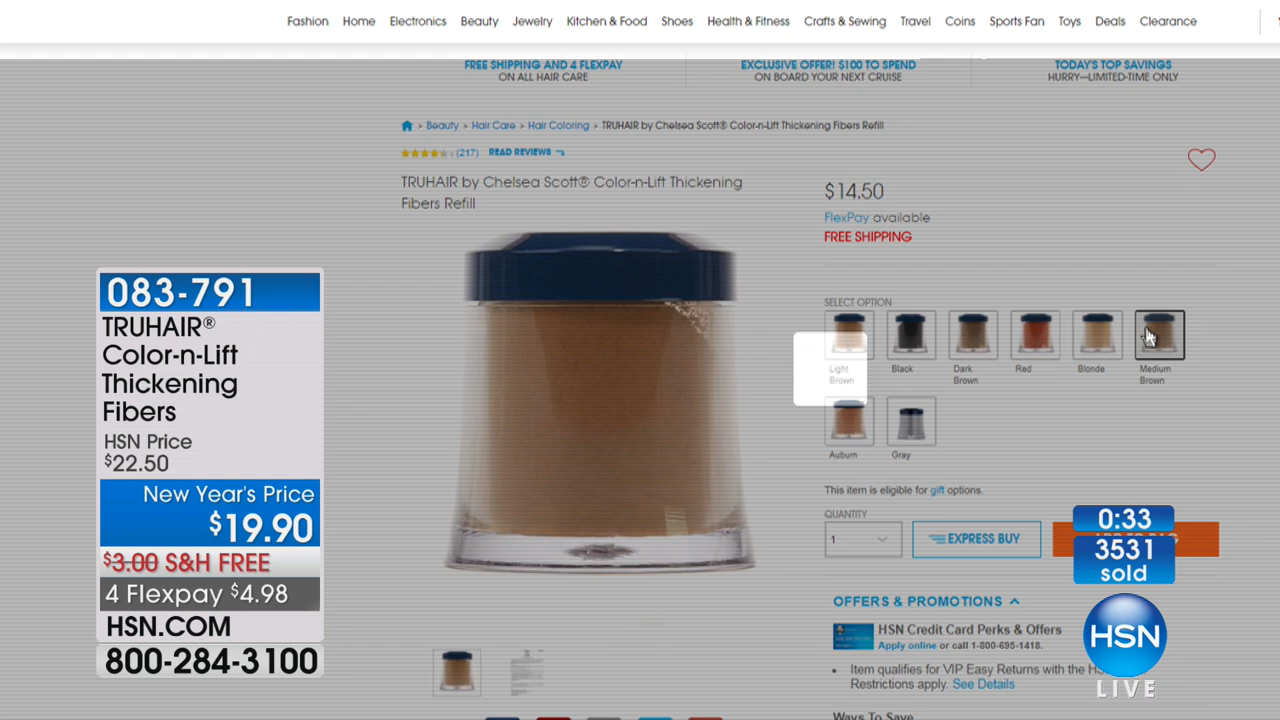 Fashion Home Electronics Beauty Jewelry Kitchen & Food Shoes Health & Fitness Crafts & Sewing Travel Coins Sports Fan Toys Deals Clearance
FREE SHIPPING AND 4 FLEXPAY
ON ALL HAIR CARE
EXCLUSIVE OFFER! $100 TO SPEND
ON BOARD YOUR NEXT CRUISE
TODAY'S TOP SAVINGS
HURRY—LIMITED-TIME ONLY
> Beauty > Hair Care > Hair Coloring > TRUHAIR by Chelsea Scott® Color-n-Lift Thickening Fibers Refill
(217) READ REVIEWS
TRUHAIR by Chelsea Scott® Color-n-Lift Thickening
Fibers Refill
$14.50
FlexPay available
FREE SHIPPING
SELECT OPTION
Light
Brown
Black
Dark
Brown
Red
Blonde
Medium
Brown
Auburn
Gray
This item is eligible for gift options.
QUANTITY
1
EXPRESS BUY
OFFERS & PROMOTIONS
HSN Credit Card Perks & Offers
Apply online or call 1-800-695-1418.
• Item qualifies for VIP Easy Returns with the
Restrictions apply. See Details
Ways To Save
083-791
TRUHAIR®
Color-n-Lift
Thickening
Fibers
HSN Price
$22.50
New Year's Price
$19.90
$3.00 S&H FREE
4 Flexpay $4.98
HSN.COM
800-284-3100
0:33
3531
sold
HSN
LIVE